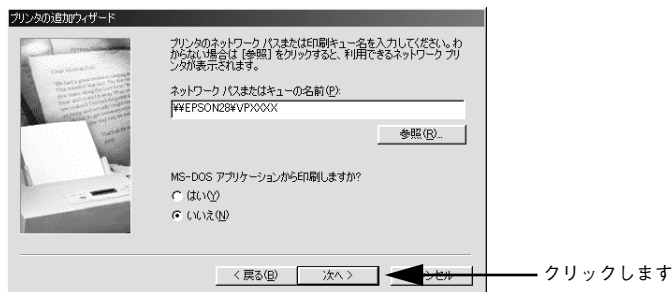 プリンタの追加ウィザード
プリンタのネットワーク パスまたは印刷キュー名を入力してください。わ
からない場合は [参照] をクリックすると、利用できるネットワーク プリ
ンタが表示されます。
ネットワーク パスまたはキューの名前(P):
¥¥EPSON28¥VPXXXX
参照(R)...
MS-DOS アプリケーションから印刷しますか?
はい(Y)
いいえ(N)
< 戻る(B)
次へ >
クリックします